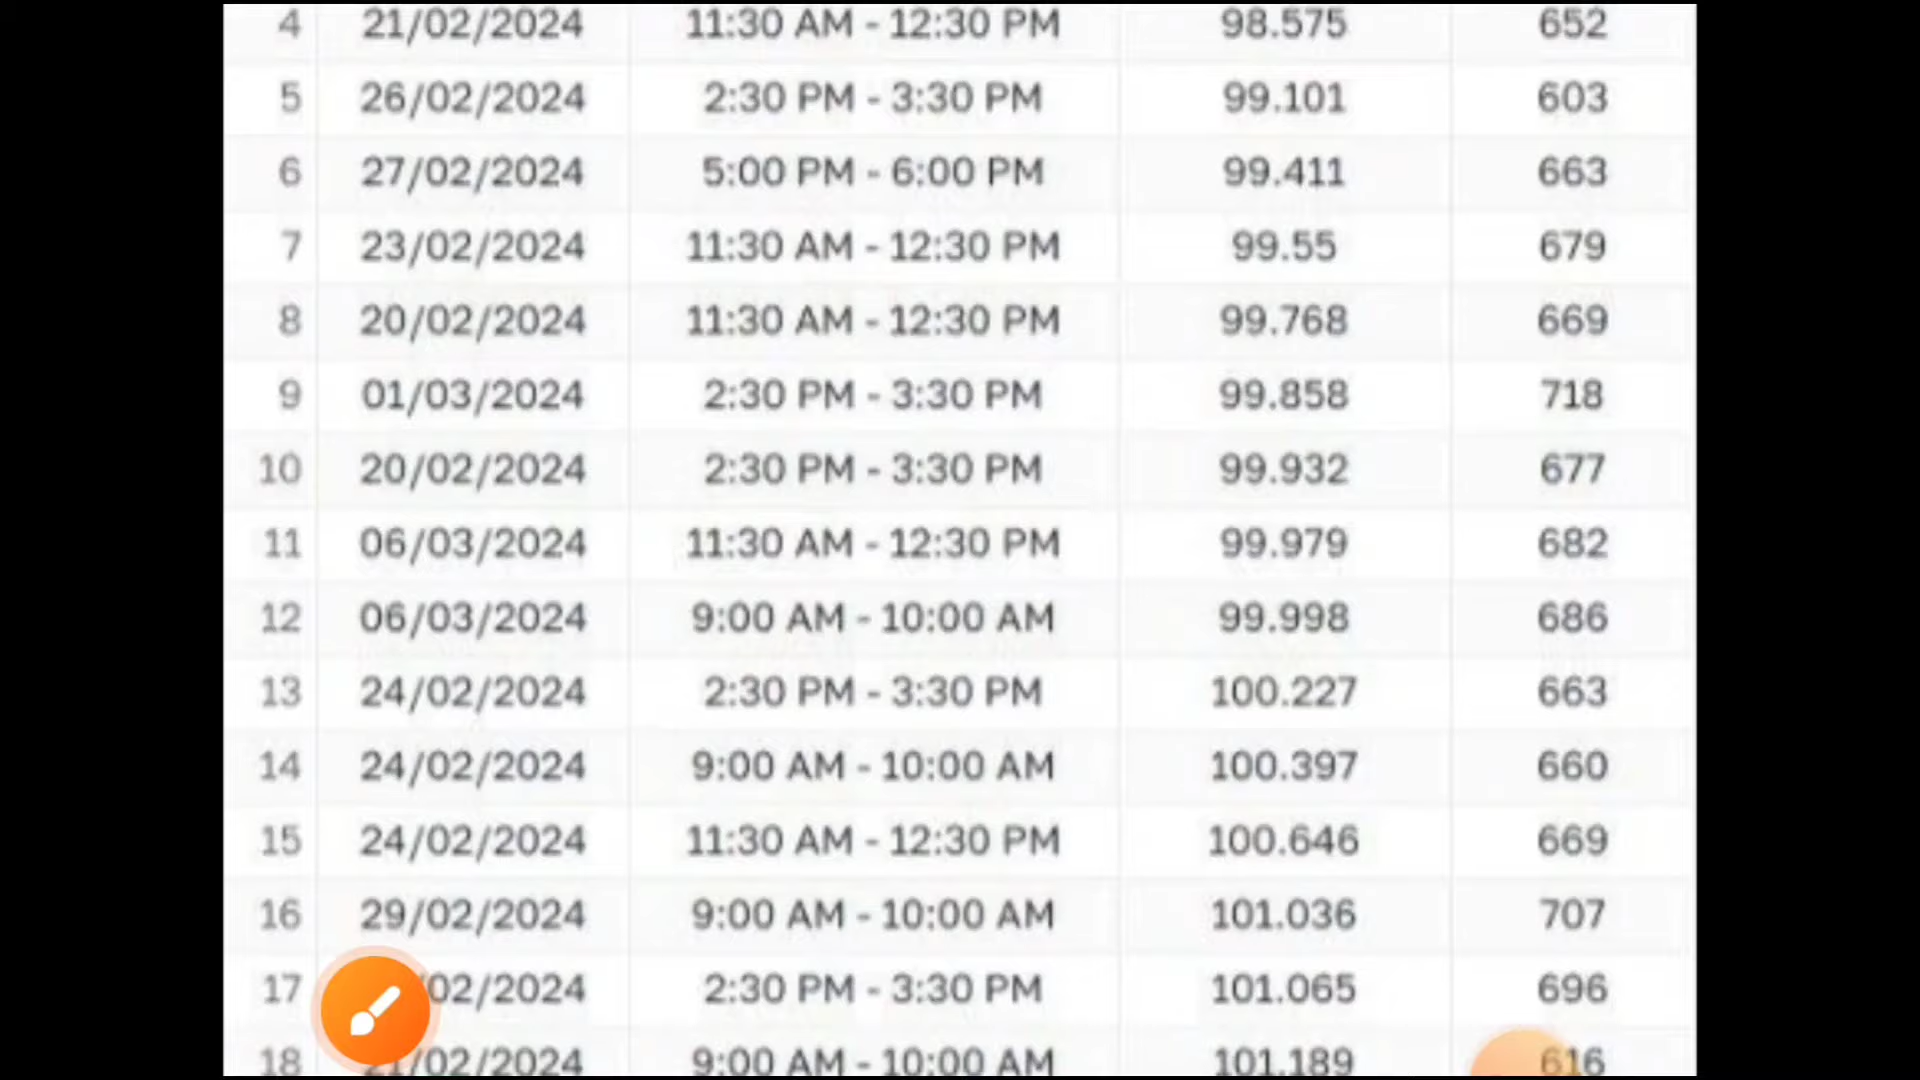 4 21/02/2024 11:30 AM - 12:30 PM 98.575 652
5 26/02/2024 2:30 PM - 3:30 PM 99.101 603
6 27/02/2024 5:00 PM - 6:00 PM 99.411 663
7 23/02/2024 11:30 AM - 12:30 PM 99.55 679
8 20/02/2024 11:30 AM - 12:30 PM 99.768 669
9 01/03/2024 2:30 PM - 3:30 PM 99.858 718
10 20/02/2024 2:30 PM - 3:30 PM 99.932 677
11 06/03/2024 11:30 AM - 12:30 PM 99.979 682
12 06/03/2024 9:00 AM - 10:00 AM 99.998 686
13 24/02/2024 2:30 PM - 3:30 PM 100.227 663
14 24/02/2024 9:00 AM - 10:00 AM 100.397 660
15 24/02/2024 11:30 AM - 12:30 PM 100.646 669
16 29/02/2024 9:00 AM - 10:00 AM 101.036 707
17 /02/2024 2:30 PM - 3:30 PM 101.065 696
18 21/02/2024 9:00 AM - 10:00 AM 101.189 616